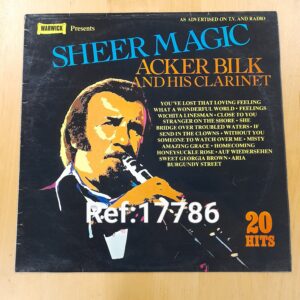 AS ADVERTISED ON T.V. AND RADIO
WARWICK Presents
SHEER MAGIC
ACKER BILK
AND HIS CLARINET
YOU'VE LOST THAT LOVING FEELING
WHAT A WONDERFUL WORLD • FEELINGS
WICHITA LINESMAN • CLOSE TO YOU
STRANGER ON THE SHORE • SHE
BRIDGE OVER TROUBLED WATERS • IF
SEND IN THE CLOWNS • WITHOUT YOU
SOMEONE TO WATCH OVER ME • MISTY
AMAZING GRACE • HOMECOMING
HONEYSUCKLE ROSE • AUF WIEDERSEHEN
SWEET GEORGIA BROWN • ARIA
BURGUNDY STREET
Ref:17786
20
HITS